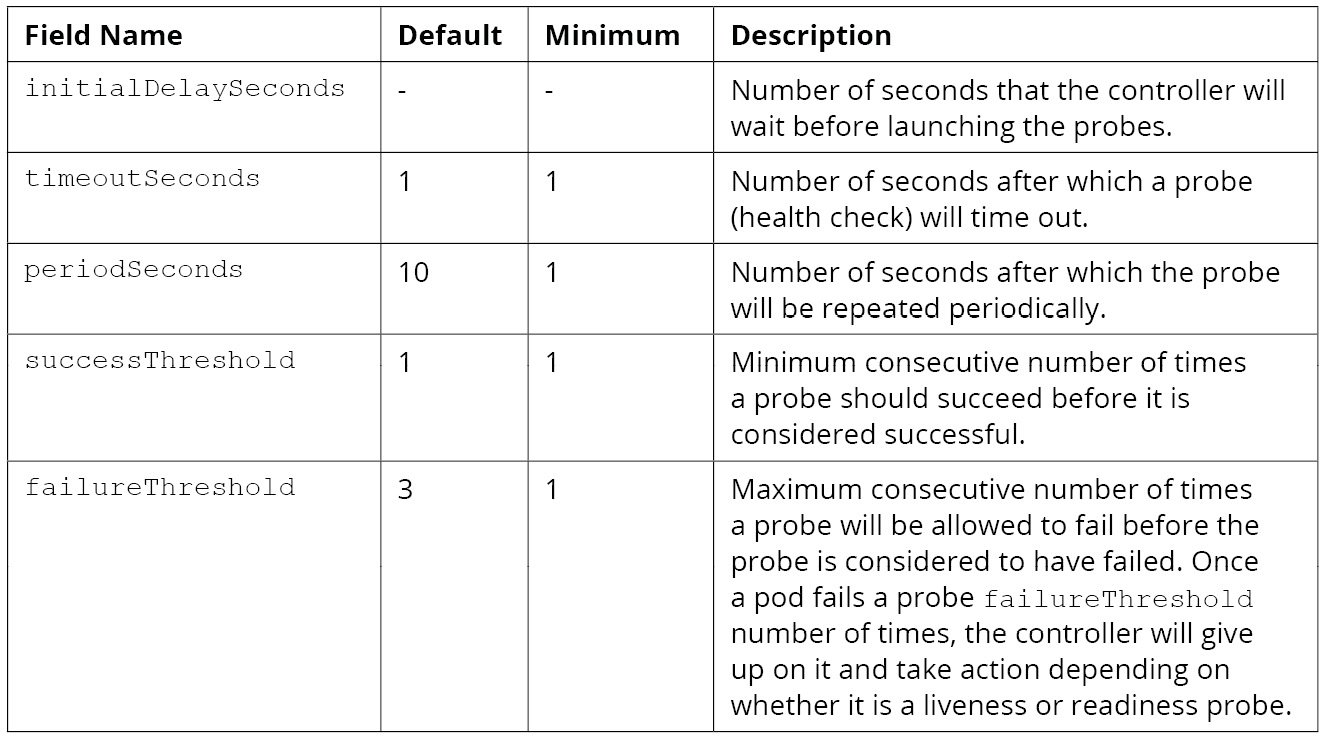 Field Name Default Minimum Description
initialDelaySeconds - - Number of seconds that the controller will
wait before launching the probes.
timeoutSeconds 1 1 Number of seconds after which a probe
(health check) will time out.
periodSeconds 10 1 Number of seconds after which the probe
will be repeated periodically.
successThreshold 1 1 Minimum consecutive number of times
a probe should succeed before it is
considered successful.
failureThreshold 3 1 Maximum consecutive number of times
a probe will be allowed to fail before the
probe is considered to have failed. Once
a pod fails a probe failureThreshold
number of times, the controller will give
up on it and take action depending on
whether it is a liveness or readiness probe.